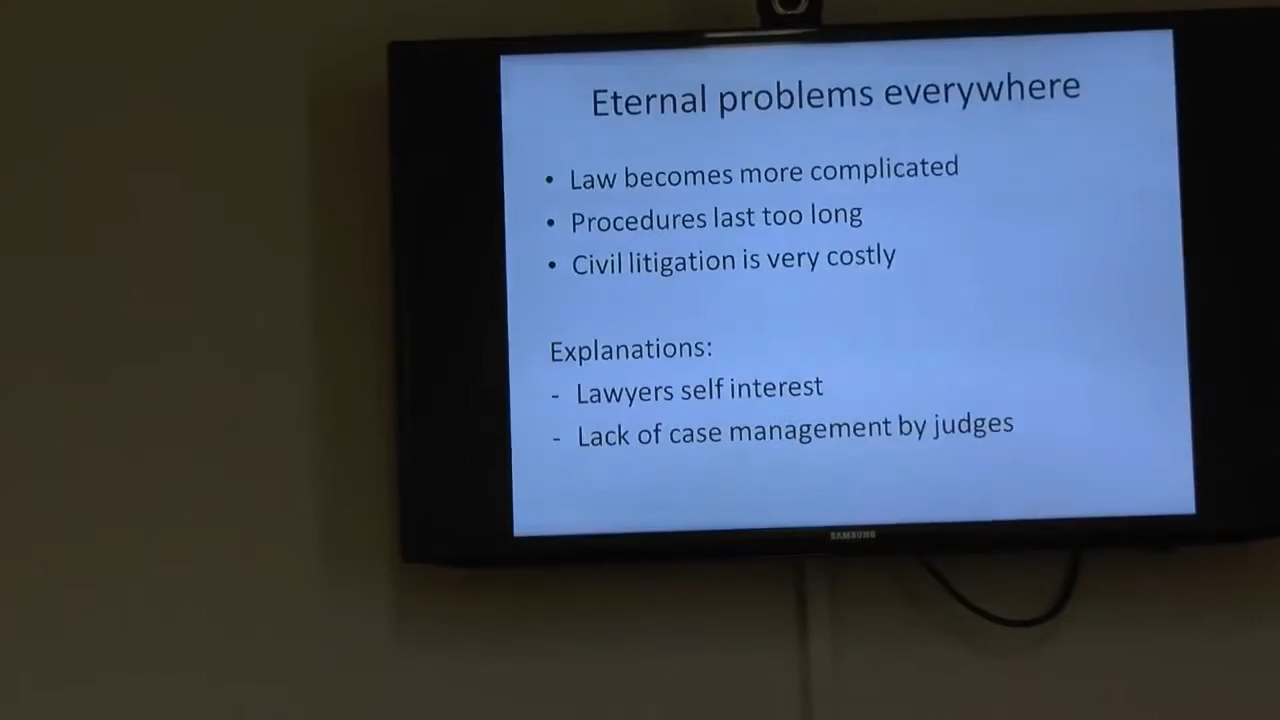 Eternal problems everywhere
• Law becomes more complicated
• Procedures last too long
• Civil litigation is very costly
Explanations:
- Lawyers self interest
- Lack of case management by judges
SAMSUNG